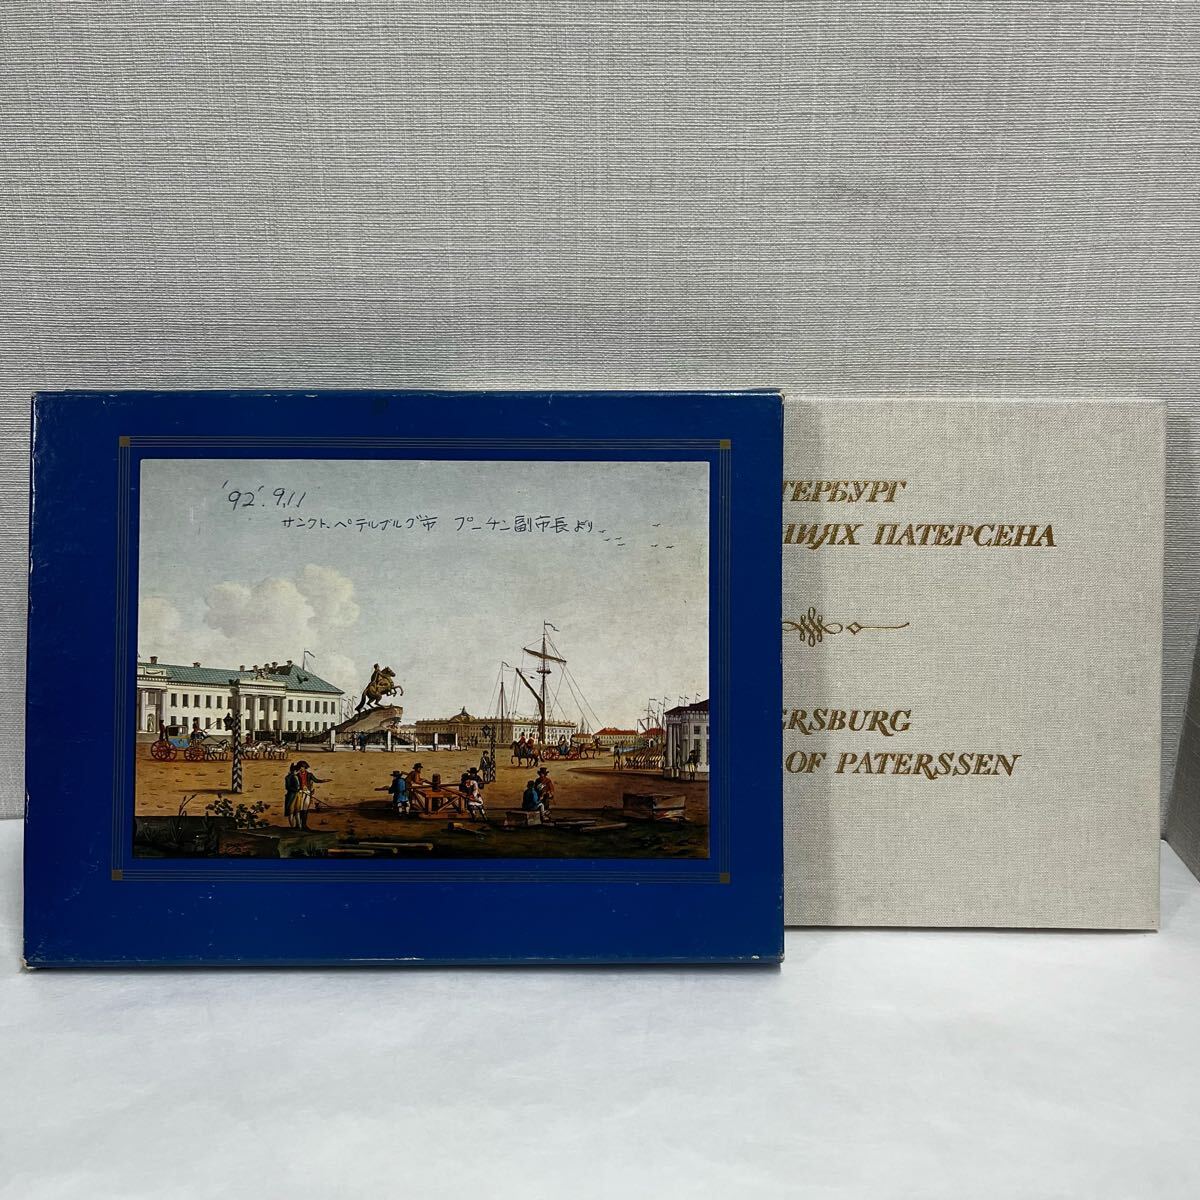 '92'. 9,11
サンクト.ペテルブルグ市 プーチン副市長より
ТЕРБУРГ
ЦИЯХ ПАТЕРСЕНА
ERSBURG
OF PATERSSEN